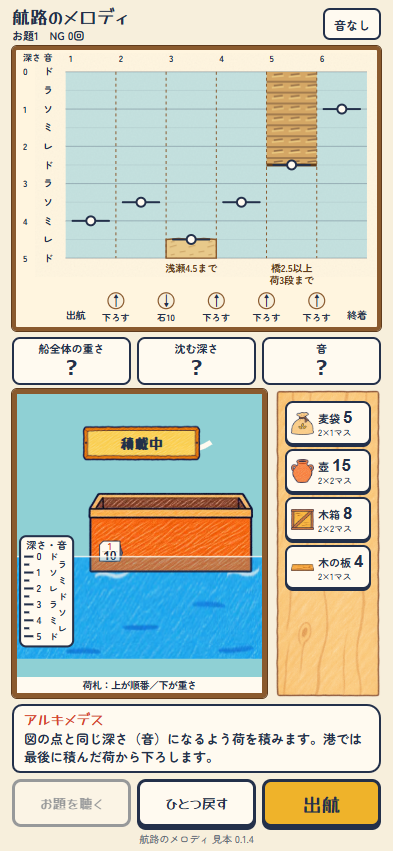 航路のメロディ
お題1 NG 0回
音なし
深さ 音 1 2 3 4 5 6
0 ド
ラ
1 ソ
ミ
2 レ
ド
3 ラ
ソ
4 ミ
レ
5 ド
浅瀬4.5まで
橋2.5以上
荷3段まで
出航 下ろす 石10 下ろす 下ろす 下ろす 終着
船全体の重さ
?
沈む深さ
?
音
?
積載中
1
10
深さ・音
0 ド
ラ
1 ソ
ミ
2 レ
ド
3 ラ
ソ
4 ミ
レ
5 ド
荷札：上が順番／下が重さ
麦袋 5
2×1マス
壺 15
2×2マス
木箱 8
2×2マス
木の板 4
2×1マス
アルキメデス
図の点と同じ深さ（音）になるよう荷を積みます。港では
最後に積んだ荷から下ろします。
お題を聴く
ひとつ戻す
出航
航路のメロディ 見本 0.1.4